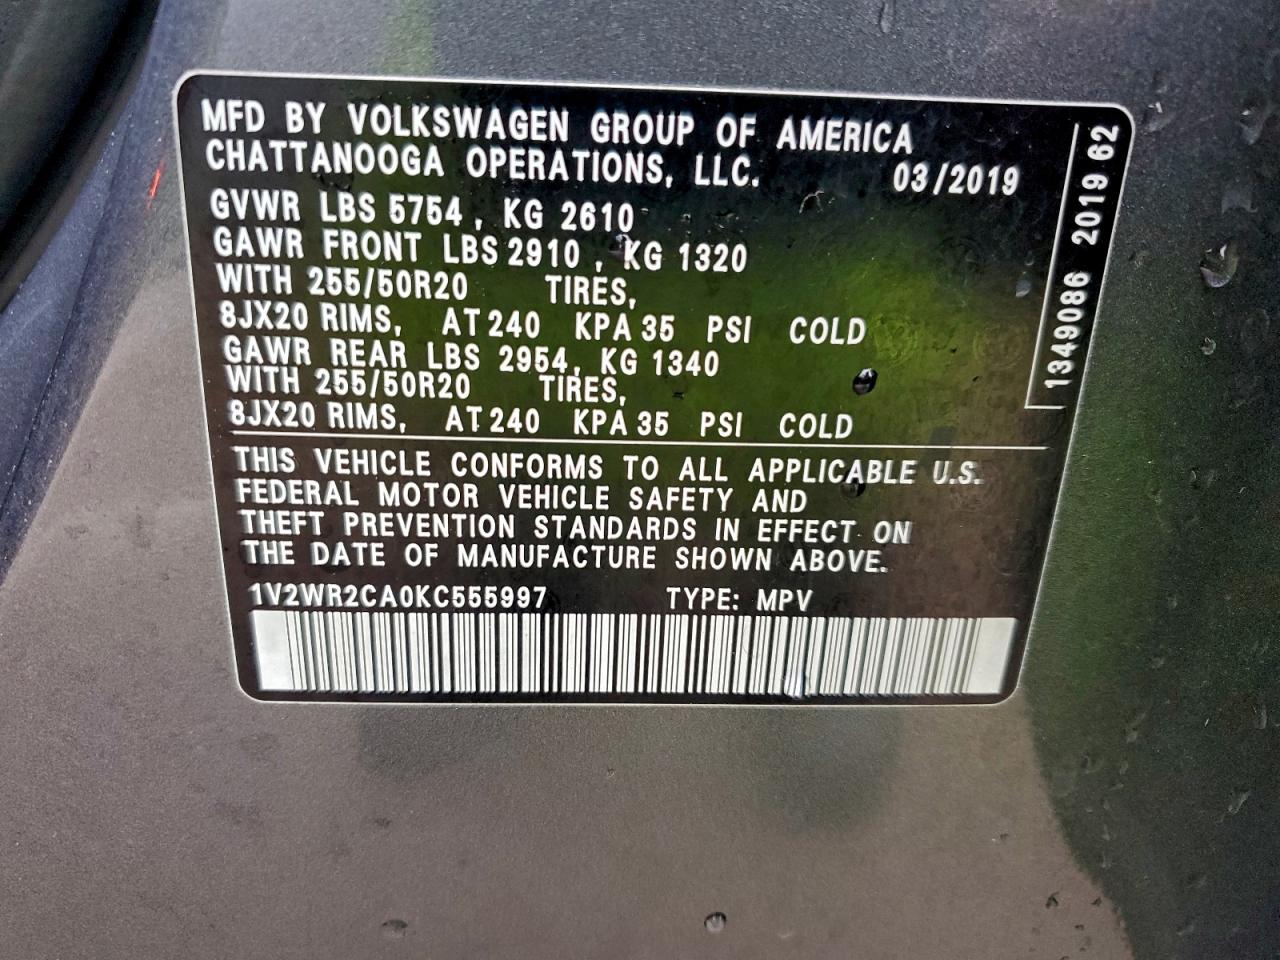 MFD BY VOLKSWAGEN GROUP OF AMERICA
CHATTANOOGA OPERATIONS, LLC. 03/2019
GVWR LBS 5754 , KG 2610
GAWR FRONT LBS 2910 , KG 1320
WITH 255/50R20 TIRES,
8JX20 RIMS, AT 240 KPA 35 PSI COLD
GAWR REAR LBS 2954, KG 1340
WITH 255/50R20 TIRES,
8JX20 RIMS, AT 240 KPA 35 PSI COLD
THIS VEHICLE CONFORMS TO ALL APPLICABLE U.S.
FEDERAL MOTOR VEHICLE SAFETY AND
THEFT PREVENTION STANDARDS IN EFFECT ON
THE DATE OF MANUFACTURE SHOWN ABOVE.
1V2WR2CA0KC555997 TYPE: MPV
1349086 2019 62